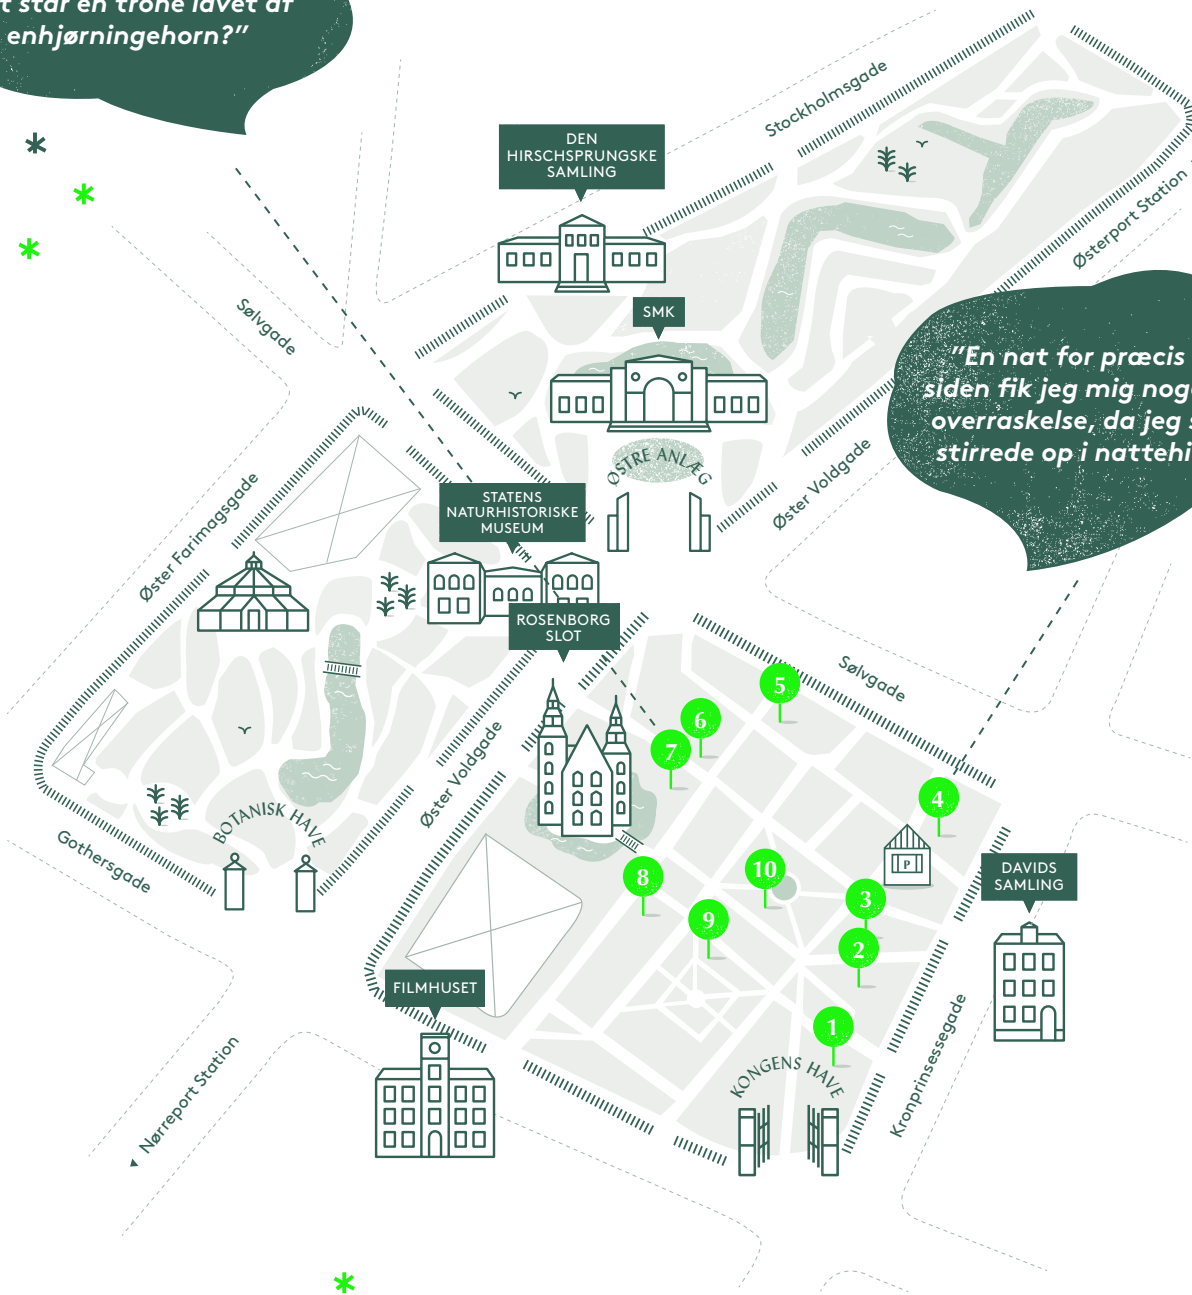 står en trone lavet af
enhjørningehorn?”
Stockholmsgade
DEN
HIRSCHSPRUNGSKE
SAMLING
Østerport Station
SMK
Sølvgade
”En nat for præcis
siden fik jeg mig
overraskelse, da jeg
stirrede op i
ØSTRE ANLÆG
Øster Voldgade
STATENS
NATURHISTORISKE
MUSEUM
Øster Farimagsgade
ROSENBORG
SLOT
Sølvgade
5
6
7
4
Øster Voldgade
BOTANISK HAVE
Gothersgade
P
DAVIDS
SAMLING
8
10
3
9
2
FILMHUSET
1
KONGENS HAVE
Kronprinsessegade
Nørreport Station